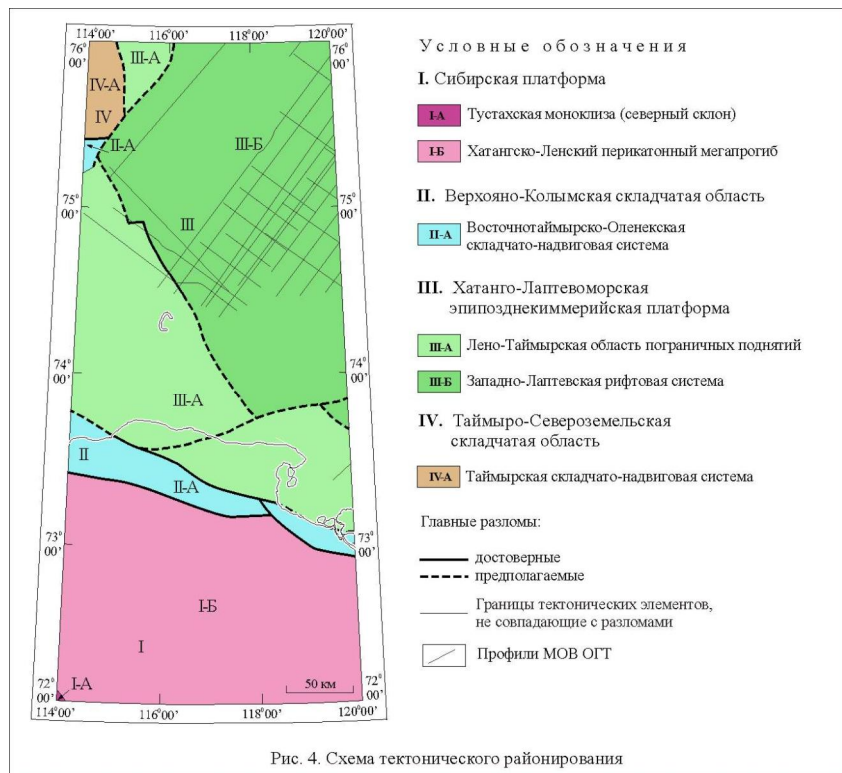 114°00' 116°00' 118°00' 120°00'
76°
00'
76°
00'
III-А
IV-А
IV
II-А
III-Б
75°
00'
75°
00'
III
74°
00'
74°
00'
III-А
II
II-А
73°
00'
73°
00'
I-Б
I
I-А
50 км
72°
00'
72°
00'
114°00' 116°00' 118°00' 120°00'
Условные обозначения
I. Сибирская платформа
I-А Тустахская моноклиза (северный склон)
I-Б Хатангско-Ленский перикатонный мегапрогиб
II. Верхояно-Колымская складчатая область
II-А Восточнотаймырско-Оленекская
складчато-надвиговая система
III. Хатанго-Лаптевоморская
эпипозднекиммерийская платформа
III-А Лено-Таймырская область пограничных поднятий
III-Б Западно-Лаптевская рифтовая система
IV. Таймыро-Североземельская
складчатая область
IV-А Таймырская складчато-надвиговая система
Главные разломы:
достоверные
предполагаемые
Границы тектонических элементов,
не совпадающие с разломами
Профили МОВ ОГТ
Рис. 4. Схема тектонического районирования